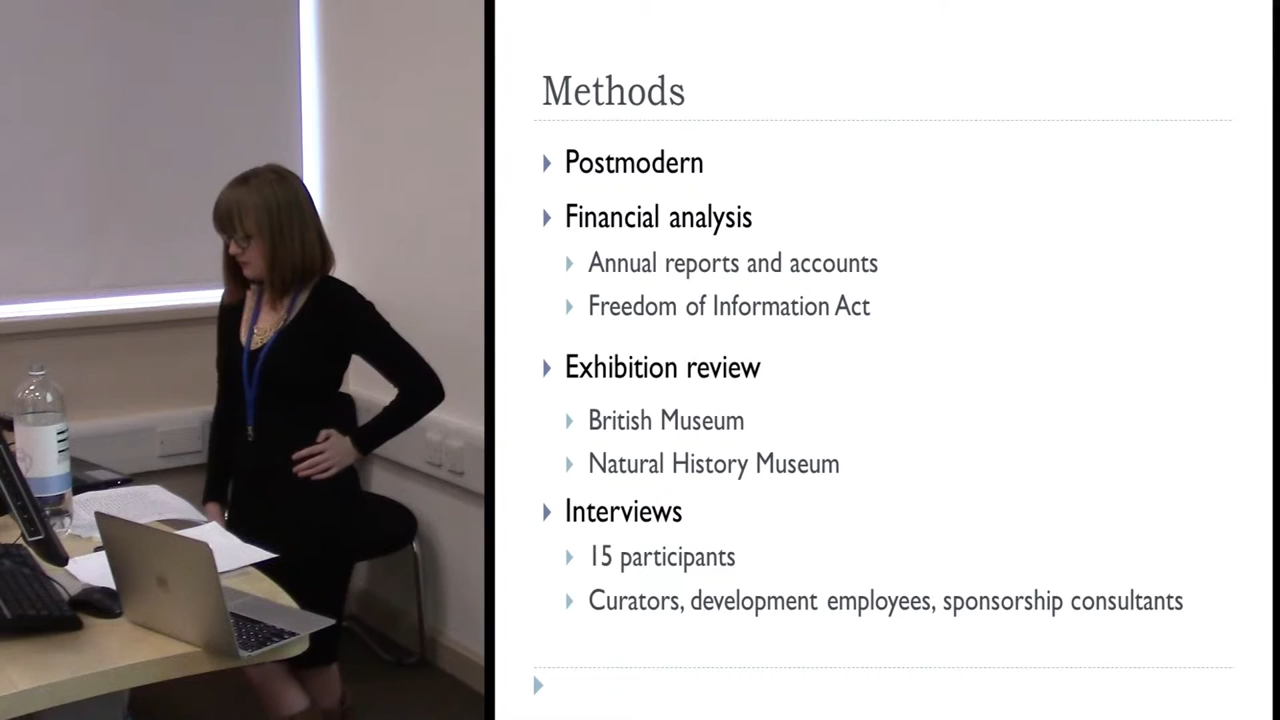 Methods
Postmodern
Financial analysis
Annual reports and accounts
Freedom of Information Act
Exhibition review
British Museum
Natural History Museum
Interviews
15 participants
Curators, development employees, sponsorship consultants